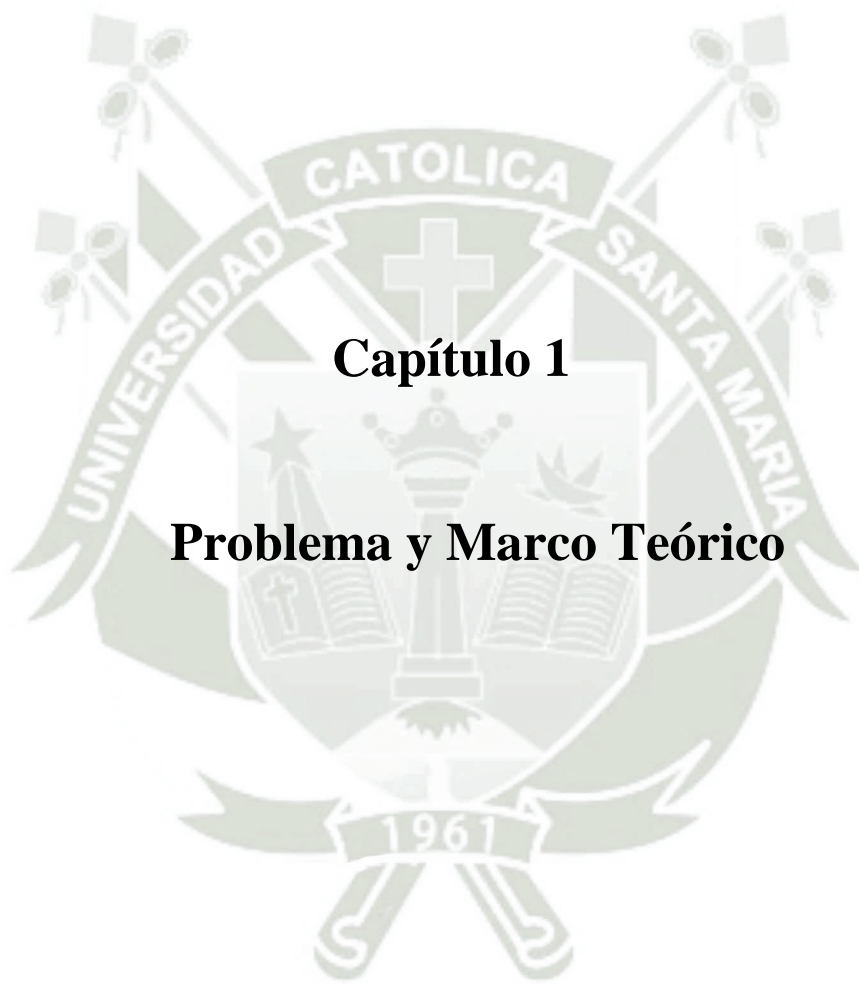 CATOLICA
UNIVERSIDAD
SANTA MARIA
Capítulo 1
Problema y Marco Teórico
1961